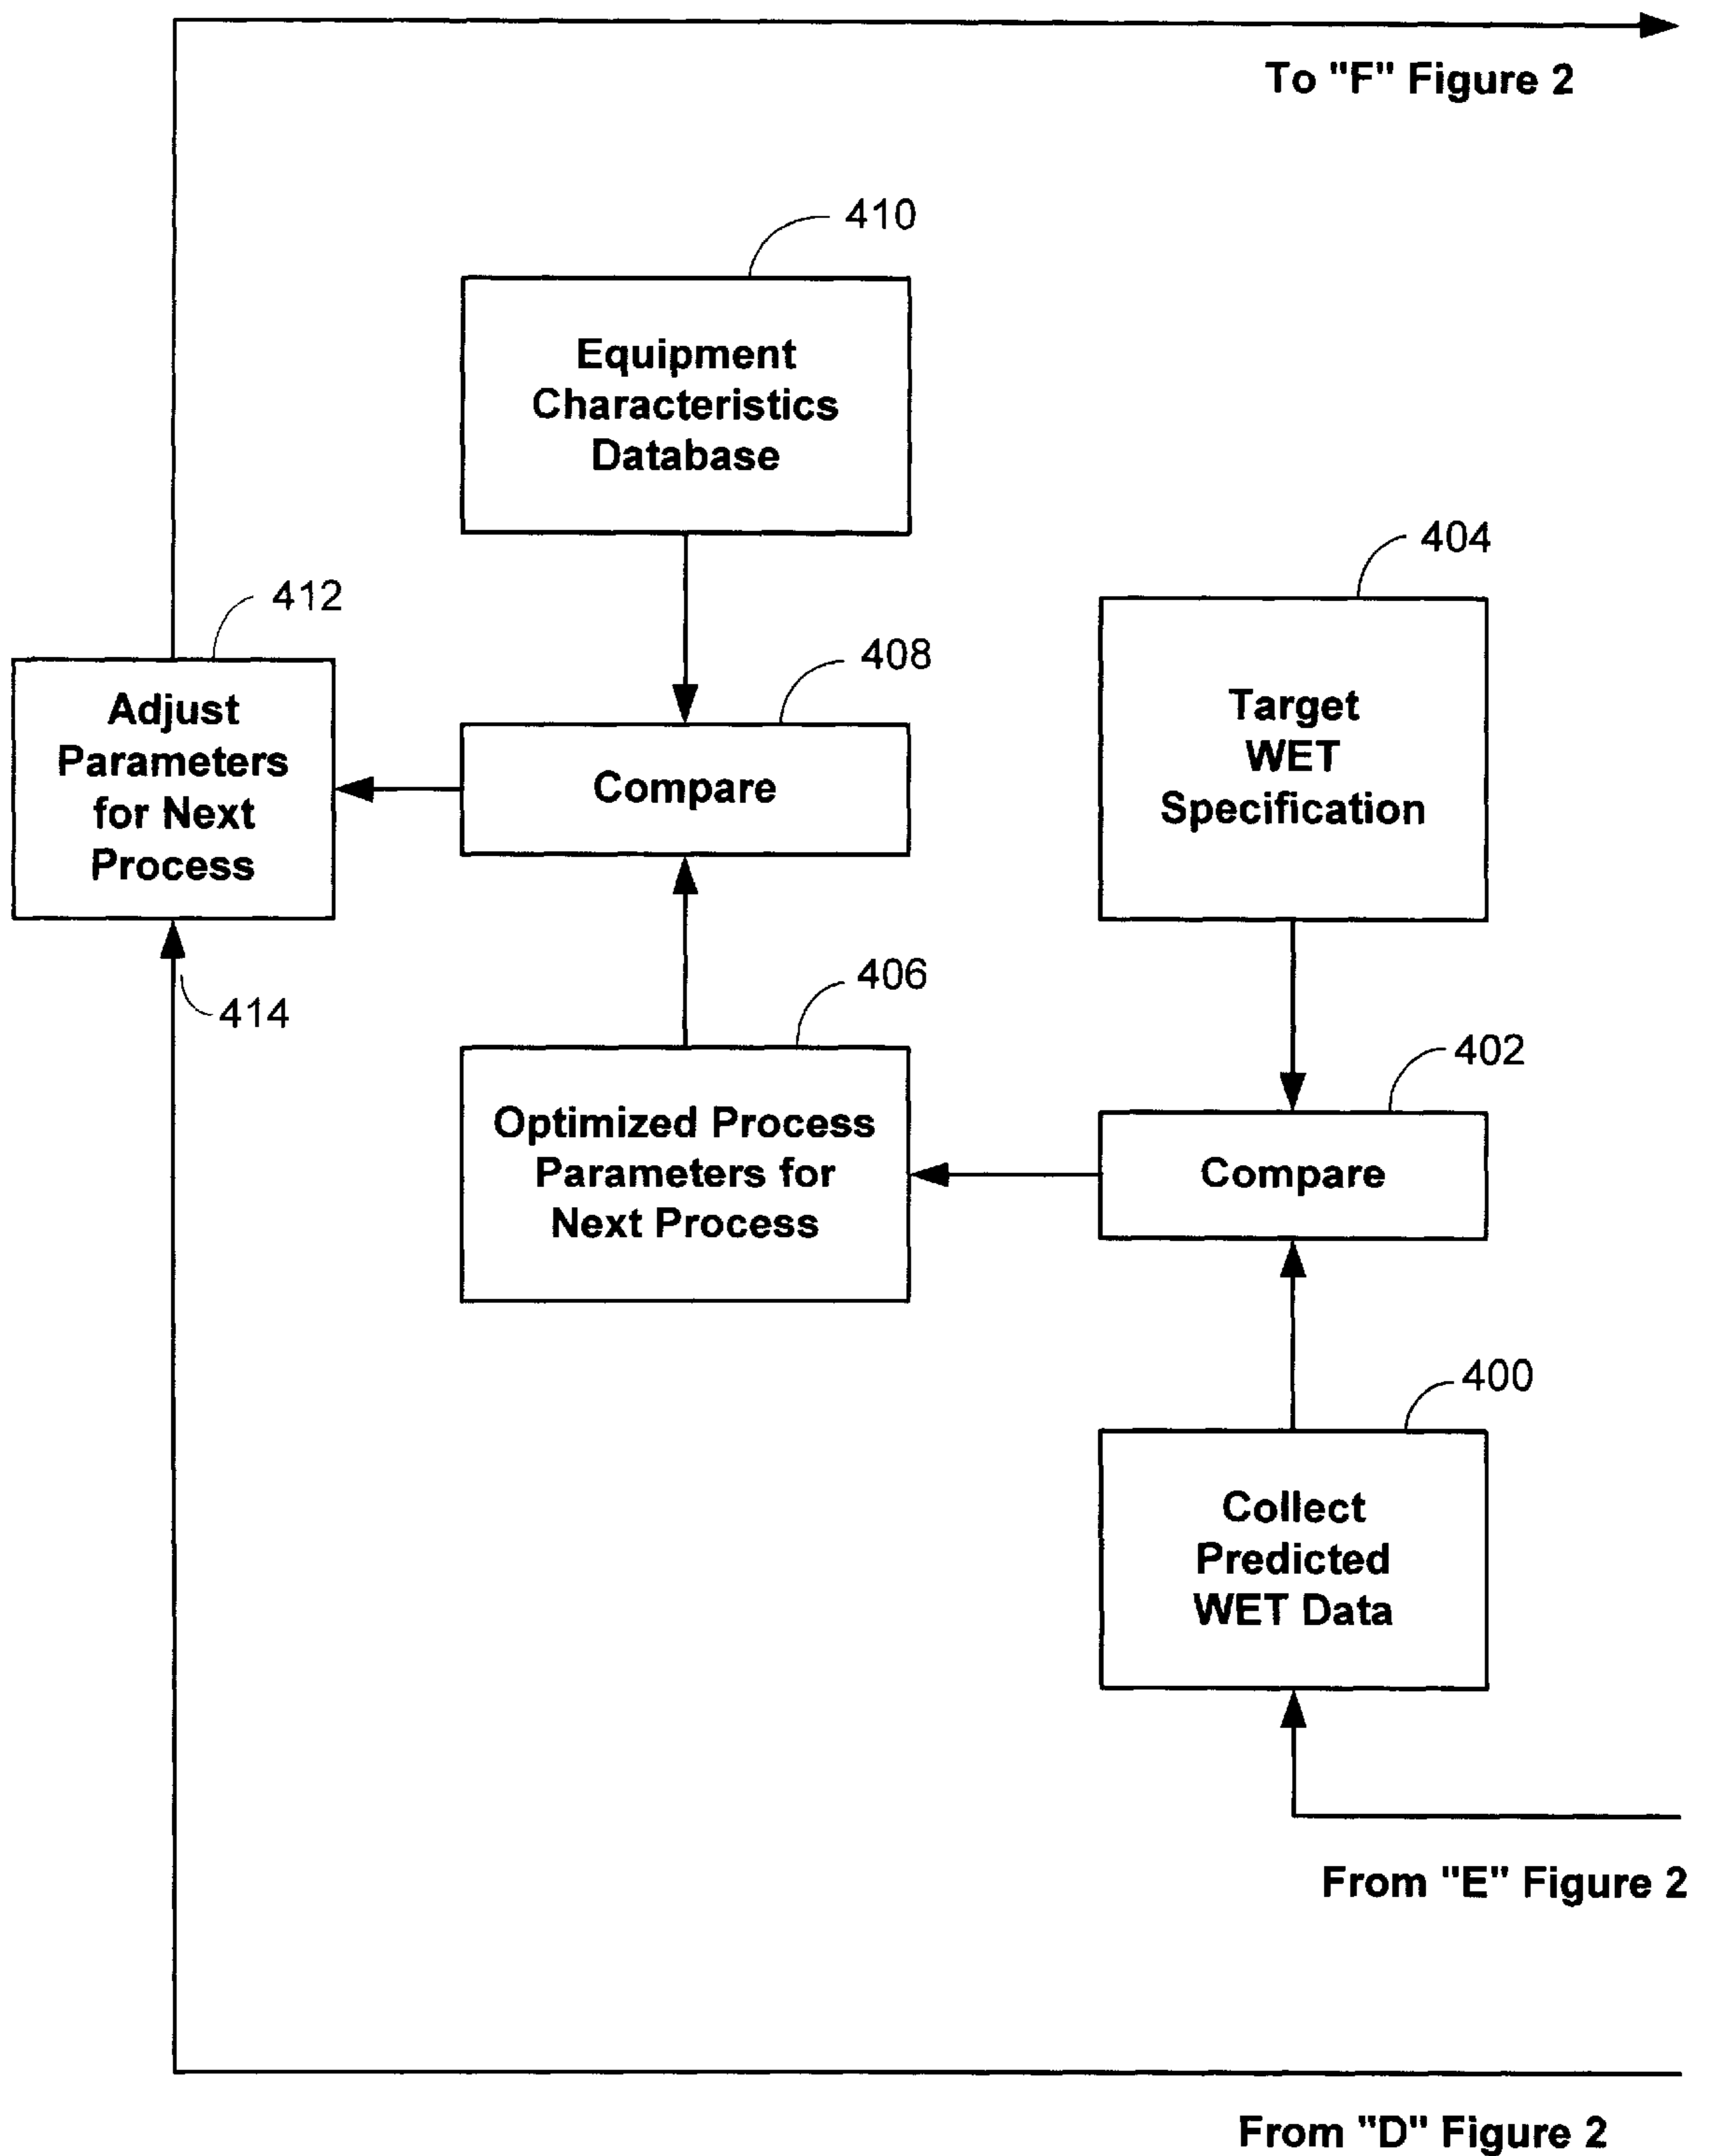 To "F" Figure 2
410
Equipment
Characteristics
Database
404
Target
WET
Specification
412
Adjust
Parameters
for Next
Process
408
Compare
414
406
Optimized Process
Parameters for
Next Process
402
Compare
400
Collect
Predicted
WET Data
From "E" Figure 2
From "D" Figure 2